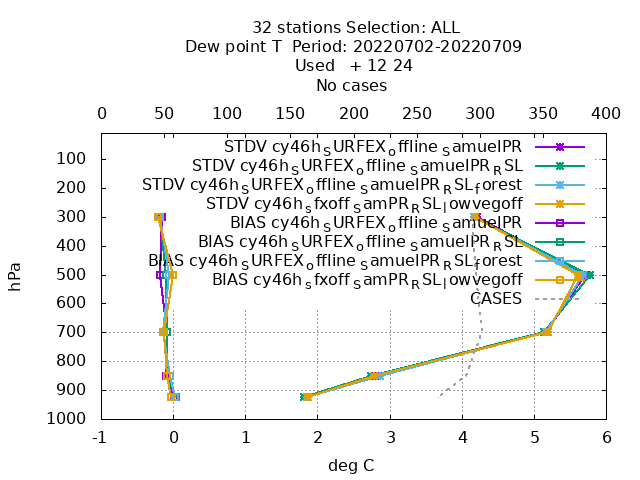 32 stations Selection: ALL
Dew point T  Period: 20220702-20220709
Used   + 12 24
No cases
0 50 100 150 200 250 300 350 400
STDV cy46h_SURFEX_offline_samuelPR
STDV cy46h_SURFEX_offline_samuelPR_RSL
STDV cy46h_SURFEX_offline_samuelPR_RSL_forest
STDV cy46h_sfxoff_samPR_RSL_lowvegoff
BIAS cy46h_SURFEX_offline_samuelPR
BIAS cy46h_SURFEX_offline_samuelPR_RSL
BIAS cy46h_SURFEX_offline_samuelPR_RSL_forest
BIAS cy46h_sfxoff_samPR_RSL_lowvegoff
CASES
100
200
300
400
500
600
700
800
900
1000
hPa
-1 0 1 2 3 4 5 6
deg C